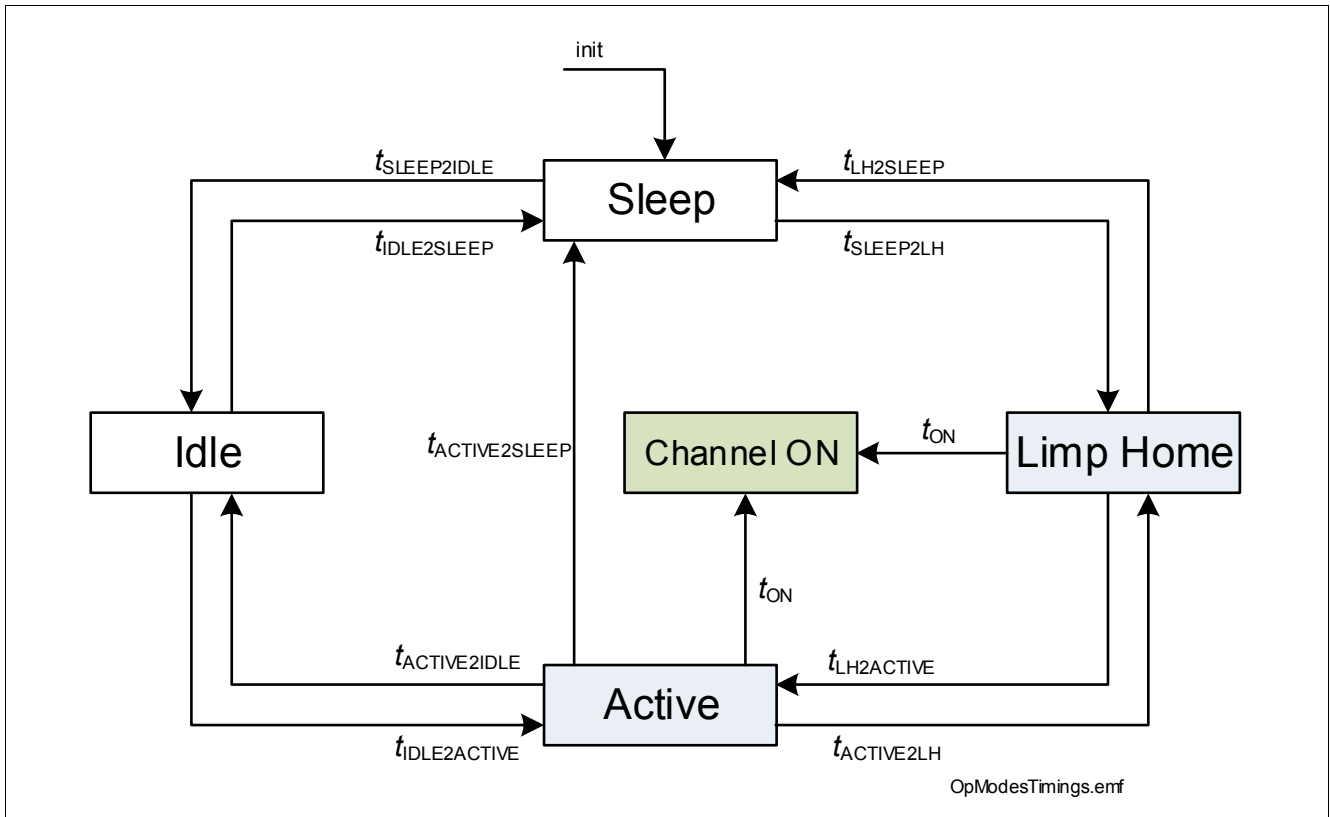 init
tSLEEP2IDLE
tLH2SLEEP
Sleep
tIDLE2SLEEP
tSLEEP2LH
Idle
tACTIVE2SLEEP
Channel ON
tON
Limp Home
tON
tACTIVE2IDLE
tLH2ACTIVE
Active
tIDLE2ACTIVE
tACTIVE2LH
OpModesTimings.emf